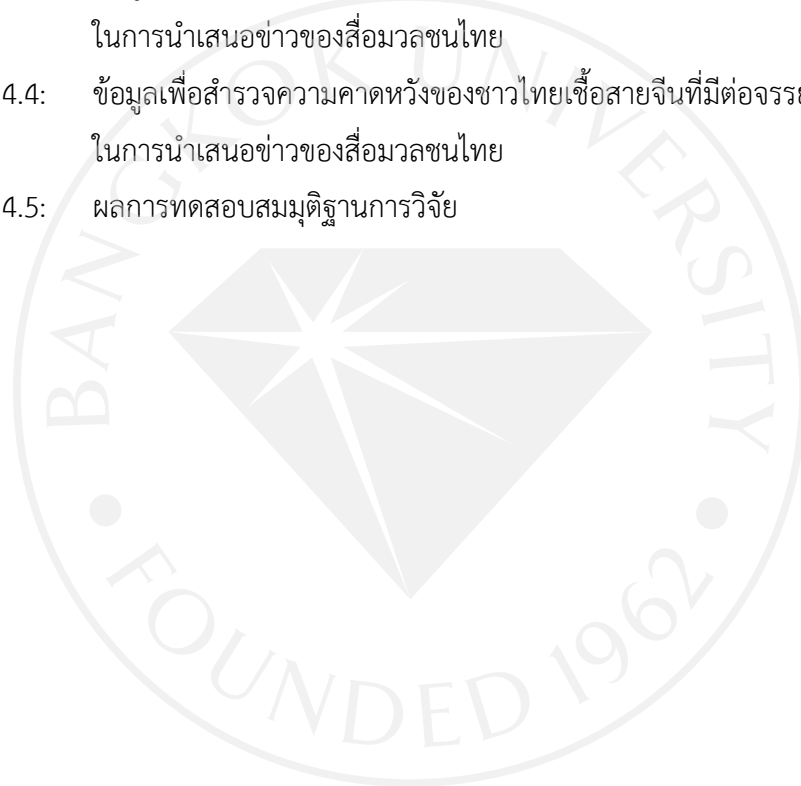 ในการนำเสนอข่าวของสื่อมวลชนไทย
4.4: ข้อมูลเพื่อสำรวจความคาดหวังของชาวไทยเชื้อสายจีนที่มีต่อจรรย
ในการนำเสนอข่าวของสื่อมวลชนไทย
4.5: ผลการทดสอบสมมุติฐานการวิจัย
BANGKOK UNIVERSITY
FOUNDED 1962